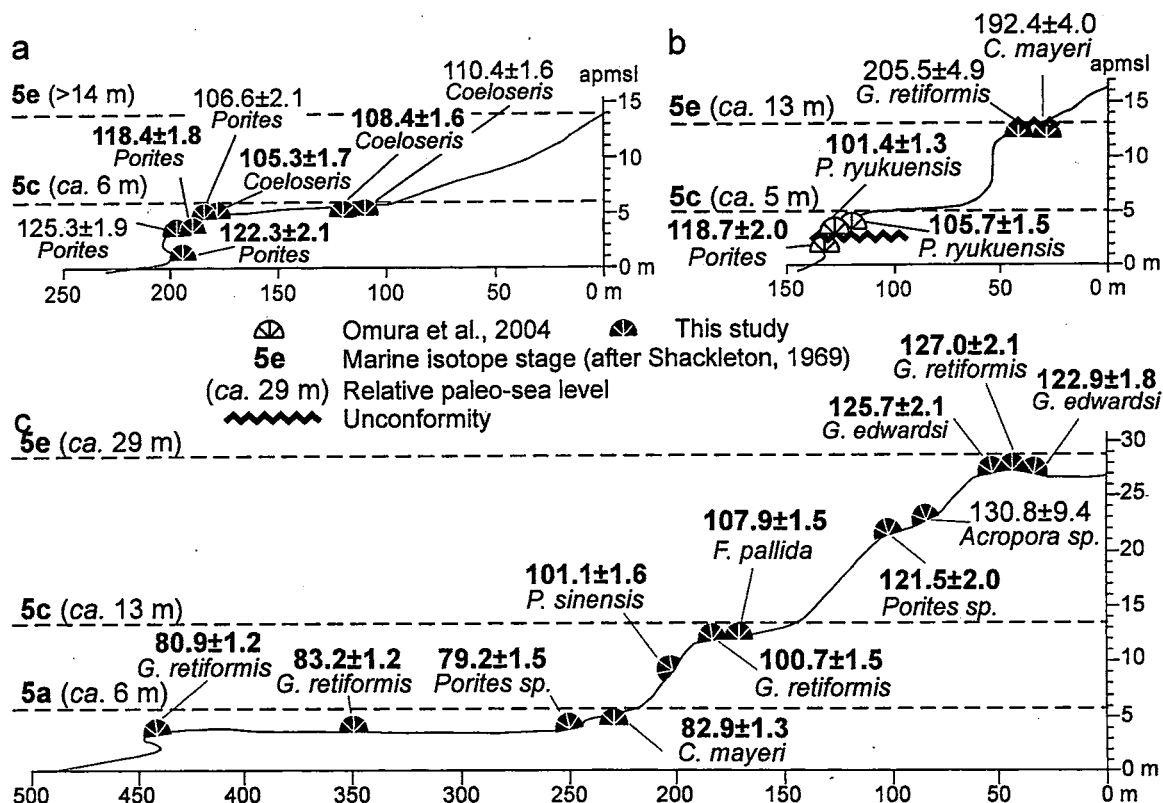 a
5e (>14 m)
106.6±2.1
Porites
110.4±1.6
Coeloseris
apmsl
118.4±1.8
Porites
108.4±1.6
Coeloseris
105.3±1.7
Coeloseris
5c (ca. 6 m)
125.3±1.9
Porites
122.3±2.1
Porites
15
10
5
0 m
250 200 150 100 50 0 m
b
192.4±4.0
C. mayeri
apmsl
205.5±4.9
G. retiformis
5e (ca. 13 m)
101.4±1.3
P. ryukuensis
5c (ca. 5 m)
118.7±2.0
Porites
105.7±1.5
P. ryukuensis
15
10
5
0 m
150 100 50 0 m
Omura et al., 2004 This study
5e Marine isotope stage (after Shackleton, 1969)
(ca. 29 m) Relative paleo-sea level
Unconformity
c
5e (ca. 29 m)
127.0±2.1
G. retiformis
122.9±1.8
G. edwardsi
125.7±2.1
G. edwardsi
130.8±9.4
Acropora sp.
107.9±1.5
F. pallida
121.5±2.0
Porites sp.
101.1±1.6
P. sinensis
5c (ca. 13 m)
100.7±1.5
G. retiformis
80.9±1.2
G. retiformis
83.2±1.2
G. retiformis
79.2±1.5
Porites sp.
5a (ca. 6 m)
82.9±1.3
C. mayeri
30
25
20
15
10
5
0 m
500 450 400 350 300 250 200 150 100 50 0 m